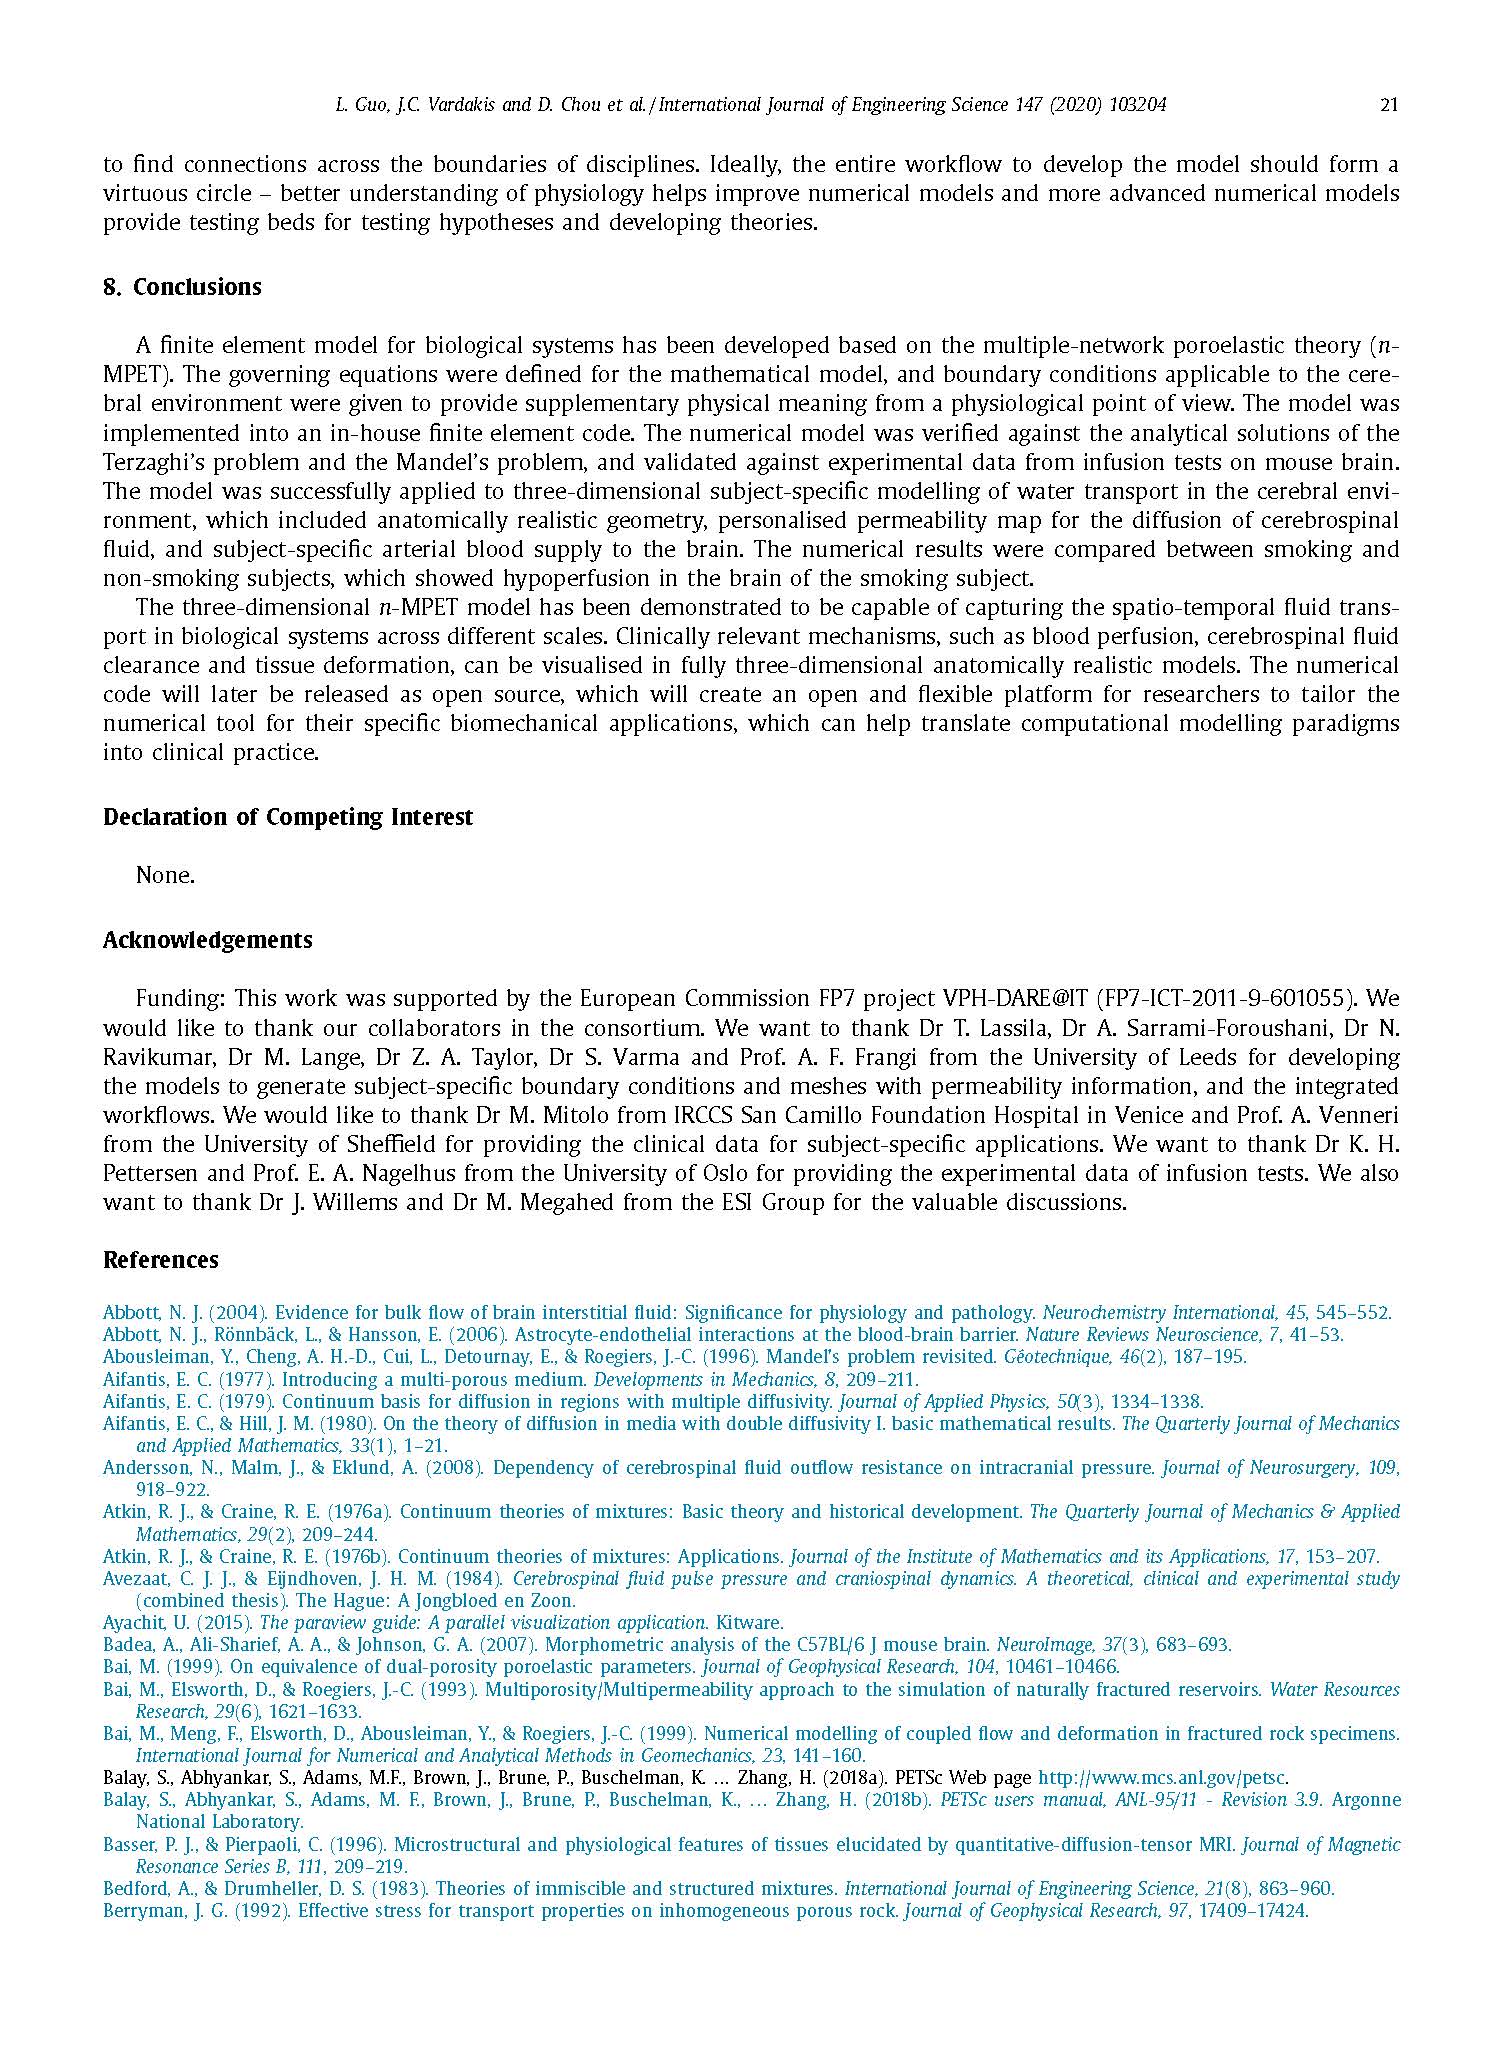 L. Guo, J.C. Vardakis and D. Chou et al. / International Journal of Engineering Science 147 (2020) 103204 21
to find connections across the boundaries of disciplines. Ideally, the entire workflow to develop the model should form a
virtuous circle – better understanding of physiology helps improve numerical models and more advanced numerical models
provide testing beds for testing hypotheses and developing theories.
8. Conclusions
A finite element model for biological systems has been developed based on the multiple-network poroelastic theory (n-
MPET). The governing equations were defined for the mathematical model, and boundary conditions applicable to the cere-
bral environment were given to provide supplementary physical meaning from a physiological point of view. The model was
implemented into an in-house finite element code. The numerical model was verified against the analytical solutions of the
Terzaghi's problem and the Mandel's problem, and validated against experimental data from infusion tests on mouse brain.
The model was successfully applied to three-dimensional subject-specific modelling of water transport in the cerebral envi-
ronment, which included anatomically realistic geometry, personalised permeability map for the diffusion of cerebrospinal
fluid, and subject-specific arterial blood supply to the brain. The numerical results were compared between smoking and
non-smoking subjects, which showed hypoperfusion in the brain of the smoking subject.
The three-dimensional n-MPET model has been demonstrated to be capable of capturing the spatio-temporal fluid trans-
port in biological systems across different scales. Clinically relevant mechanisms, such as blood perfusion, cerebrospinal fluid
clearance and tissue deformation, can be visualised in fully three-dimensional anatomically realistic models. The numerical
code will later be released as open source, which will create an open and flexible platform for researchers to tailor the
numerical tool for their specific biomechanical applications, which can help translate computational modelling paradigms
into clinical practice.
Declaration of Competing Interest
None.
Acknowledgements
Funding: This work was supported by the European Commission FP7 project VPH-DARE@IT (FP7-ICT-2011-9-601055). We
would like to thank our collaborators in the consortium. We want to thank Dr T. Lassila, Dr A. Sarrami-Foroushani, Dr N.
Ravikumar, Dr M. Lange, Dr Z. A. Taylor, Dr S. Varma and Prof. A. F. Frangi from the University of Leeds for developing
the models to generate subject-specific boundary conditions and meshes with permeability information, and the integrated
workflows. We would like to thank Dr M. Mitolo from IRCCS San Camillo Foundation Hospital in Venice and Prof. A. Venneri
from the University of Sheffield for providing the clinical data for subject-specific applications. We want to thank Dr K. H.
Pettersen and Prof. E. A. Nagelhus from the University of Oslo for providing the experimental data of infusion tests. We also
want to thank Dr J. Willems and Dr M. Megahed from the ESI Group for the valuable discussions.
References
Abbott, N. J. (2004). Evidence for bulk flow of brain interstitial fluid: Significance for physiology and pathology. Neurochemistry International, 45, 545–552.
Abbott, N. J., Rönnbäck, L., & Hansson, E. (2006). Astrocyte-endothelial interactions at the blood-brain barrier. Nature Reviews Neuroscience, 7, 41–53.
Abousleiman, Y., Cheng, A. H.-D., Cui, L., Detournay, E., & Roegiers, J.-C. (1996). Mandel's problem revisited. Géotechnique, 46(2), 187–195.
Aifantis, E. C. (1977). Introducing a multi-porous medium. Developments in Mechanics, 8, 209–211.
Aifantis, E. C. (1979). Continuum basis for diffusion in regions with multiple diffusivity. Journal of Applied Physics, 50(3), 1334–1338.
Aifantis, E. C., & Hill, J. M. (1980). On the theory of diffusion in media with double diffusivity I. basic mathematical results. The Quarterly Journal of Mechanics
and Applied Mathematics, 33(1), 1–21.
Andersson, N., Malm, J., & Eklund, A. (2008). Dependency of cerebrospinal fluid outflow resistance on intracranial pressure. Journal of Neurosurgery, 109,
918–922.
Atkin, R. J., & Craine, R. E. (1976a). Continuum theories of mixtures: Basic theory and historical development. The Quarterly Journal of Mechanics & Applied
Mathematics, 29(2), 209–244.
Atkin, R. J., & Craine, R. E. (1976b). Continuum theories of mixtures: Applications. Journal of the Institute of Mathematics and its Applications, 17, 153–207.
Avezaat, C. J. J., & Eijndhoven, J. H. M. (1984). Cerebrospinal fluid pulse pressure and craniospinal dynamics. A theoretical, clinical and experimental study
(combined thesis). The Hague: A Jongbloed en Zoon.
Ayachit, U. (2015). The paraview guide: A parallel visualization application. Kitware.
Badea, A., Ali-Sharief, A. A., & Johnson, G. A. (2007). Morphometric analysis of the C57BL/6 J mouse brain. NeuroImage, 37(3), 683–693.
Bai, M. (1999). On equivalence of dual-porosity poroelastic parameters. Journal of Geophysical Research, 104, 10461–10466.
Bai, M., Elsworth, D., & Roegiers, J.-C. (1993). Multiporosity/Multipermeability approach to the simulation of naturally fractured reservoirs. Water Resources
Research, 29(6), 1621–1633.
Bai, M., Meng, F., Elsworth, D., Abousleiman, Y., & Roegiers, J.-C. (1999). Numerical modelling of coupled flow and deformation in fractured rock specimens.
International Journal for Numerical and Analytical Methods in Geomechanics, 23, 141–160.
Balay, S., Abhyankar, S., Adams, M.F., Brown, J., Brune, P., Buschelman, K. … Zhang, H. (2018a). PETSc Web page http://www.mcs.anl.gov/petsc.
Balay, S., Abhyankar, S., Adams, M. F., Brown, J., Brune, P., Buschelman, K., … Zhang, H. (2018b). PETSc users manual, ANL-95/11 - Revision 3.9. Argonne
National Laboratory.
Basser, P. J., & Pierpaoli, C. (1996). Microstructural and physiological features of tissues elucidated by quantitative-diffusion-tensor MRI. Journal of Magnetic
Resonance Series B, 111, 209–219.
Bedford, A., & Drumheller, D. S. (1983). Theories of immiscible and structured mixtures. International Journal of Engineering Science, 21(8), 863–960.
Berryman, J. G. (1992). Effective stress for transport properties on inhomogeneous porous rock. Journal of Geophysical Research, 97, 17409–17424.